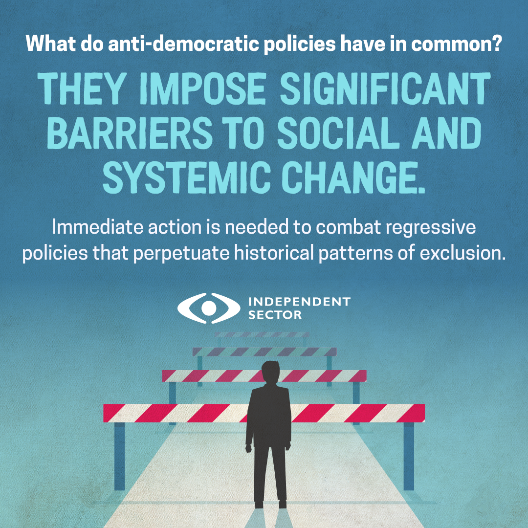 What do anti-democratic policies have in common?
THEY IMPOSE SIGNIFICANT
BARRIERS TO SOCIAL AND
SYSTEMIC CHANGE.
Immediate action is needed to combat regressive
policies that perpetuate historical patterns of exclusion.
INDEPENDENT
SECTOR